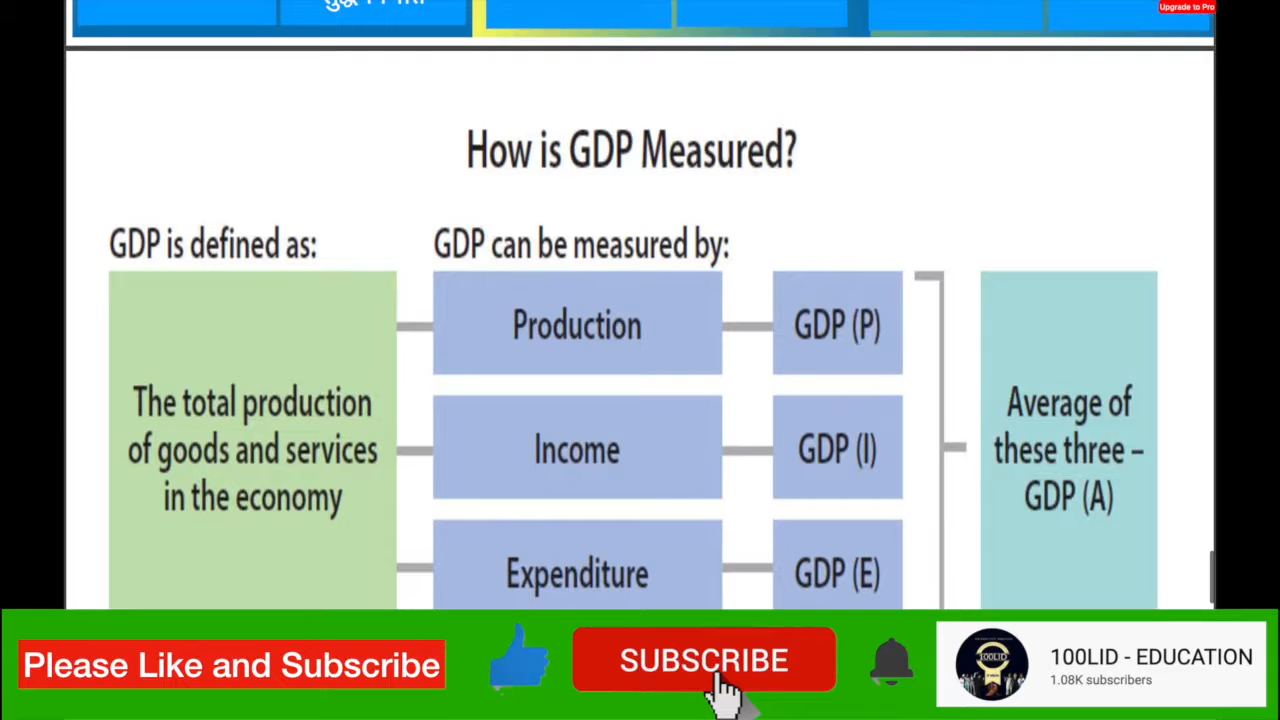 Upgrade to Pro
How is GDP Measured?
GDP is defined as:
GDP can be measured by:
The total production
of goods and services
in the economy
Production
GDP (P)
Income
GDP (I)
Expenditure
GDP (E)
Average of
these three –
GDP (A)
Please Like and Subscribe
SUBSCRIBE
100LID - EDUCATION
1.08K subscribers
100LID